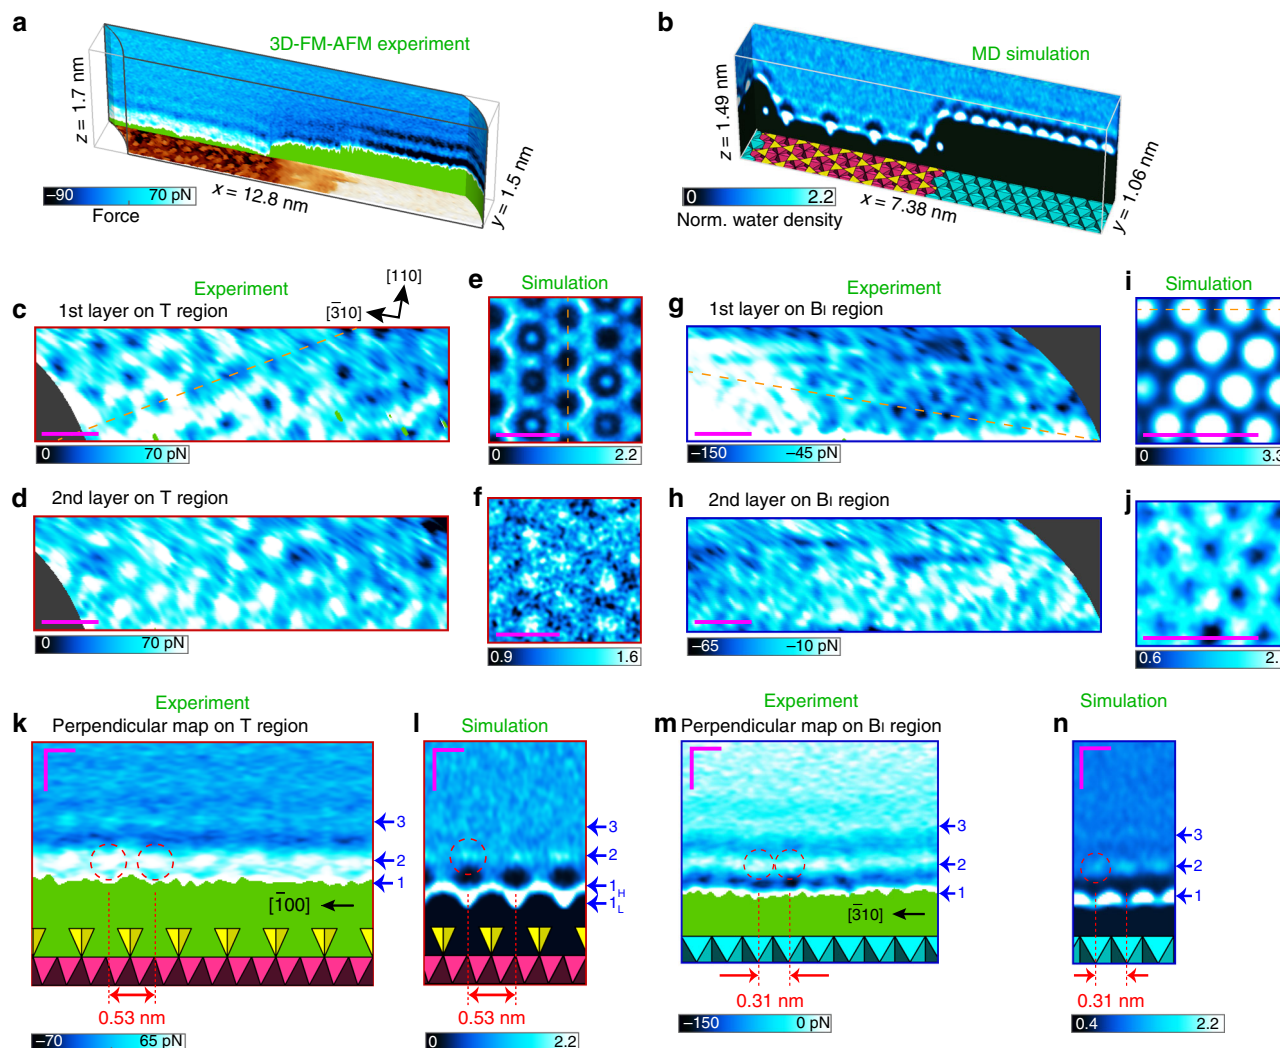 a
3D-FM-AFM experiment
z = 1.7 nm
x = 12.8 nm
y = 1.5 nm
–90 70 pN
Force
b
MD simulation
z = 1.49 nm
x = 7.38 nm
y = 1.06 nm
0 2.2
Norm. water density
Experiment
[110]
[3̅10]
c 1st layer on T region
0 70 pN
e Simulation
0 2.2
Experiment
g 1st layer on BI region
–150 –45 pN
i Simulation
0 3.3
d 2nd layer on T region
0 70 pN
f
0.9 1.6
h 2nd layer on BI region
–65 –10 pN
j
0.6 2.
Experiment
k Perpendicular map on T region
3
2
1
[1̅00]
0.53 nm
–70 65 pN
l Simulation
3
2
1H
1L
0.53 nm
0 2.2
Experiment
m Perpendicular map on BI region
3
2
1
[3̅10]
0.31 nm
–150 0 pN
Simulation
n
3
2
1
0.31 nm
0.4 2.2